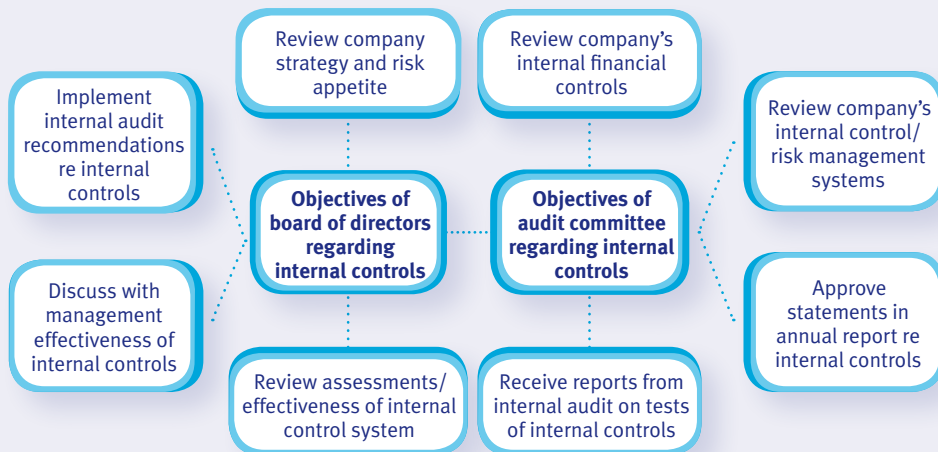 Review company
strategy and risk
appetite
Review company’s
internal financial
controls
Implement
internal audit
recommendations
re internal
controls
Review company’s
internal control/
risk management
systems
Objectives of
board of directors
regarding
internal controls
Objectives of
audit committee
regarding internal
controls
Discuss with
management
effectiveness of
internal controls
Approve
statements in
annual report re
internal controls
Review assessments/
effectiveness of internal
control system
Receive reports from
internal audit on tests
of internal controls